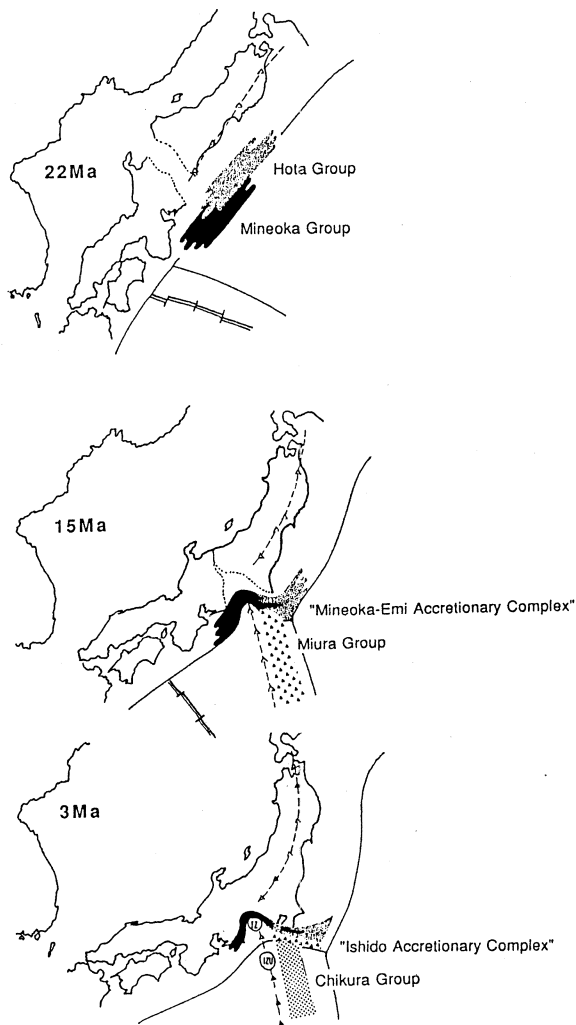 22Ma
Hota Group
Mineoka Group
15Ma
"Mineoka-Emi Accretionary Complex"
Miura Group
3Ma
"Ishido Accretionary Complex"
Chikura Group